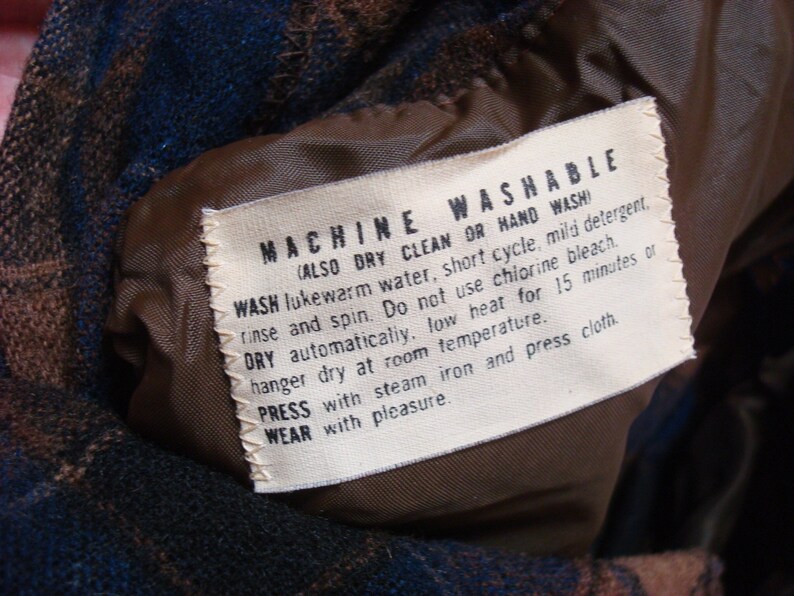 MACHINE WASHABLE
(ALSO DRY CLEAN OR HAND WASH)
WASH lukewarm water, short cycle, mild detergent,
rinse and spin. Do not use chlorine bleach.
DRY automatically, low heat for 15 minutes or
hanger dry at room temperature.
PRESS with steam iron and press cloth.
WEAR with pleasure.